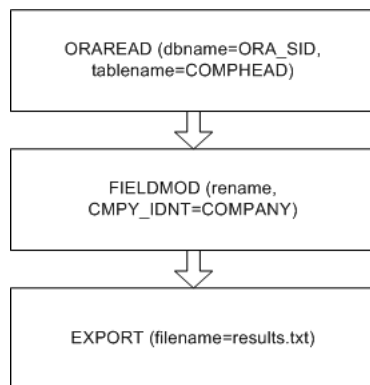 ORAREAD (dbname=ORA_SID,
tablename=COMPHEAD)
FIELDMOD (rename,
CMPY_IDNT=COMPANY)
EXPORT (filename=results.txt)